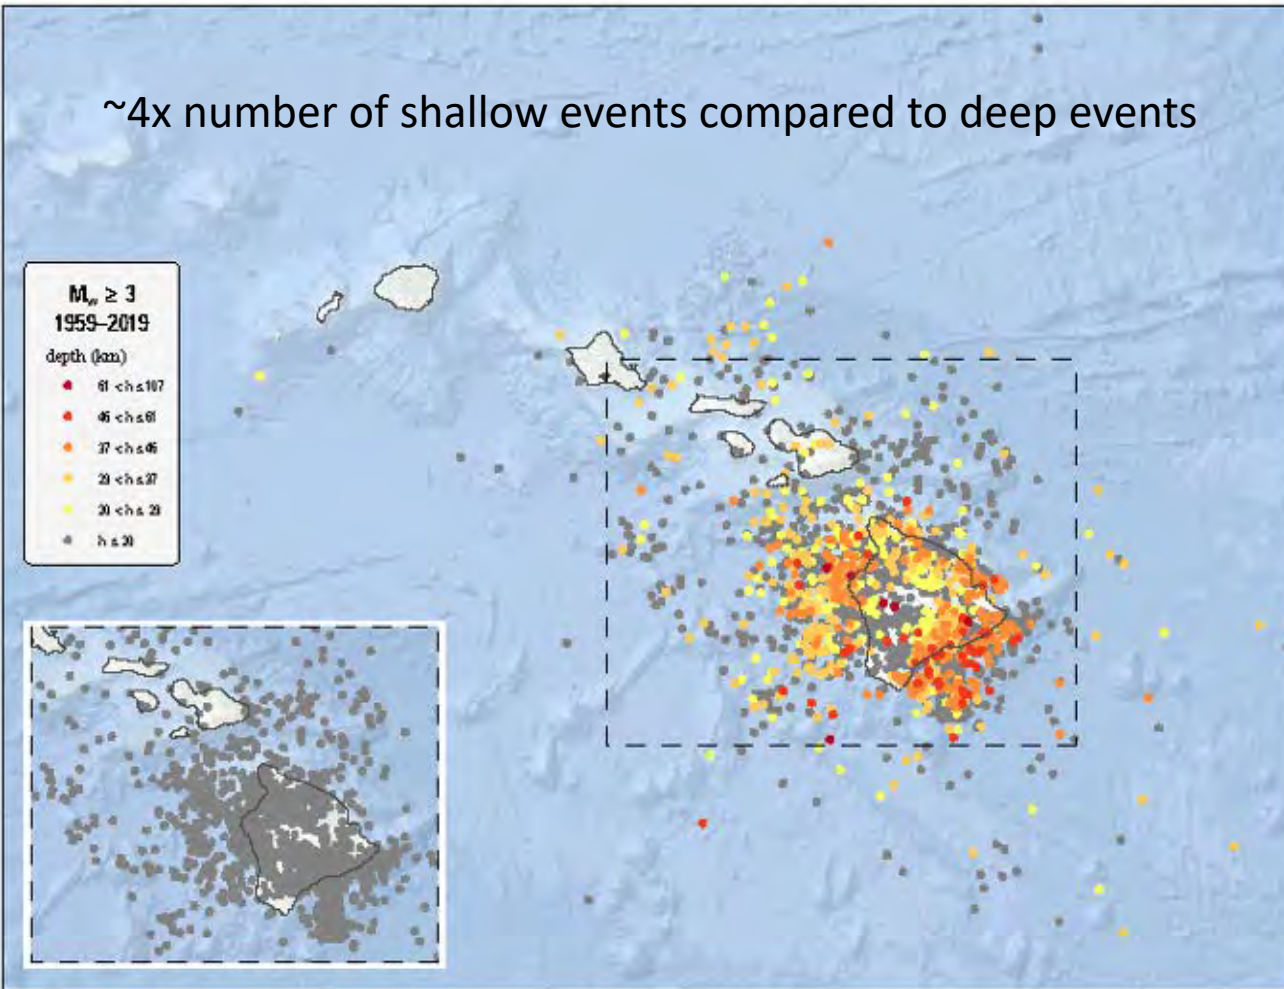 ~4x number of shallow events compared to deep events
M_w ≥ 3
1959–2019
depth (km)
61 < h ≤ 107
46 < h ≤ 61
37 < h ≤ 46
29 < h ≤ 37
20 < h ≤ 29
h ≤ 20